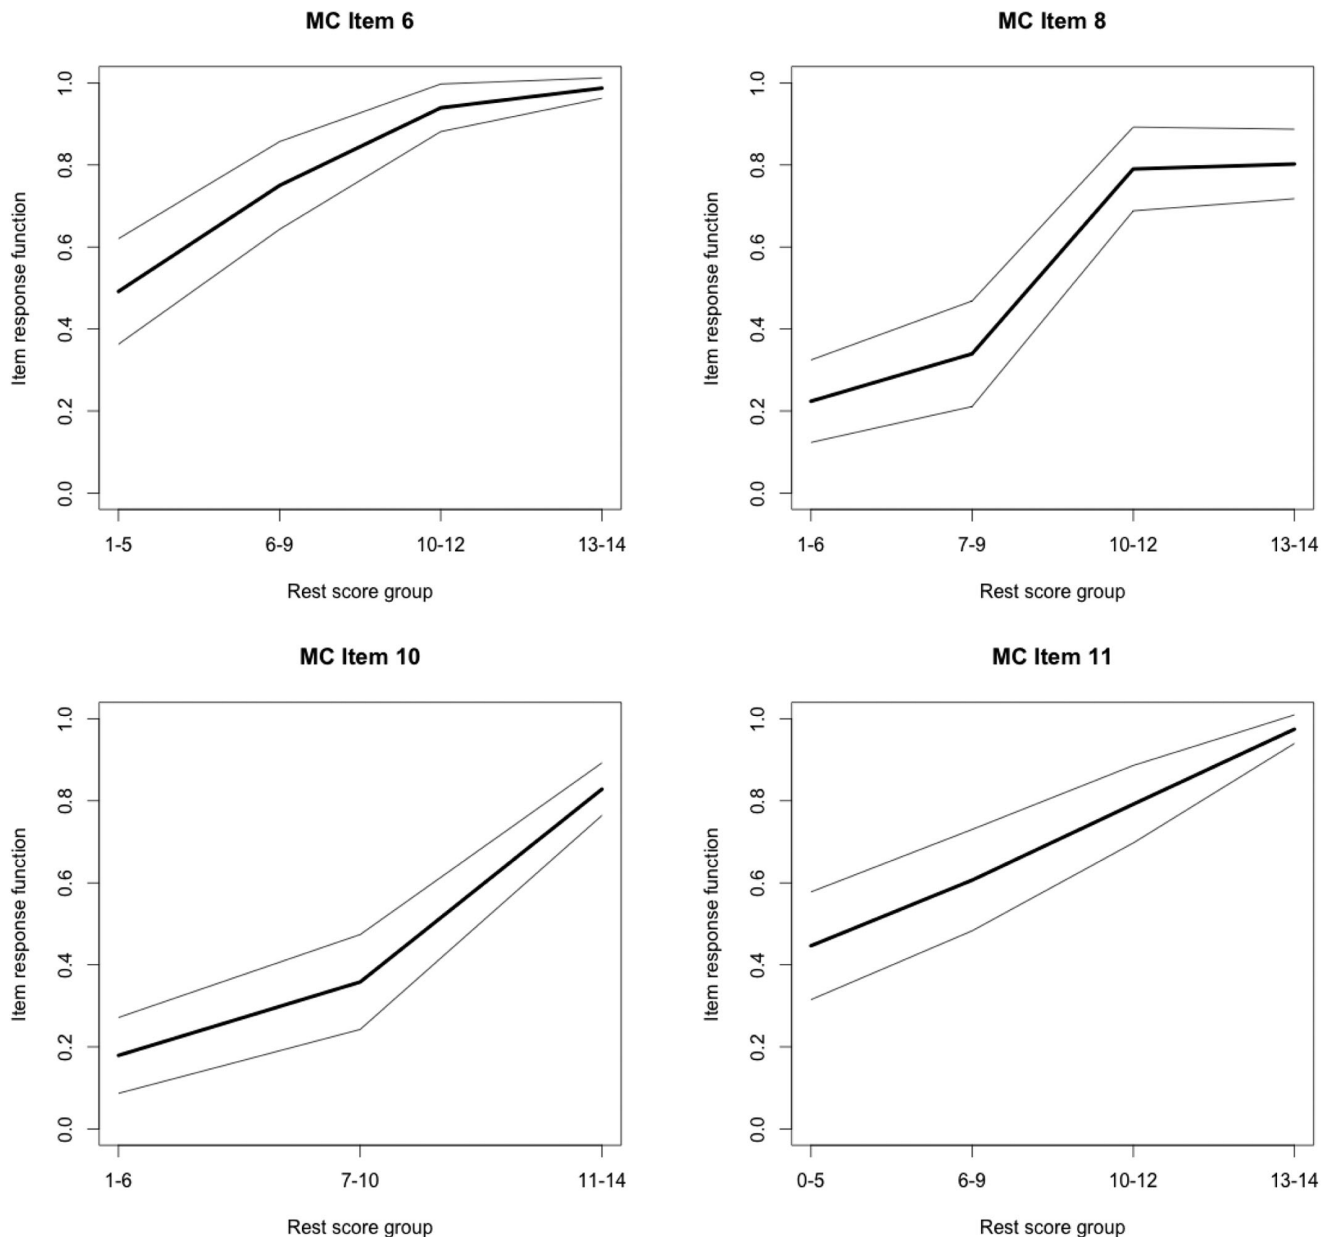 MC Item 6
Item response function
1.0
0.8
0.6
0.4
0.2
0.0
1-5 6-9 10-12 13-14
Rest score group
MC Item 8
Item response function
1.0
0.8
0.6
0.4
0.2
0.0
1-6 7-9 10-12 13-14
Rest score group
MC Item 10
Item response function
1.0
0.8
0.6
0.4
0.2
0.0
1-6 7-10 11-14
Rest score group
MC Item 11
Item response function
1.0
0.8
0.6
0.4
0.2
0.0
0-5 6-9 10-12 13-14
Rest score group